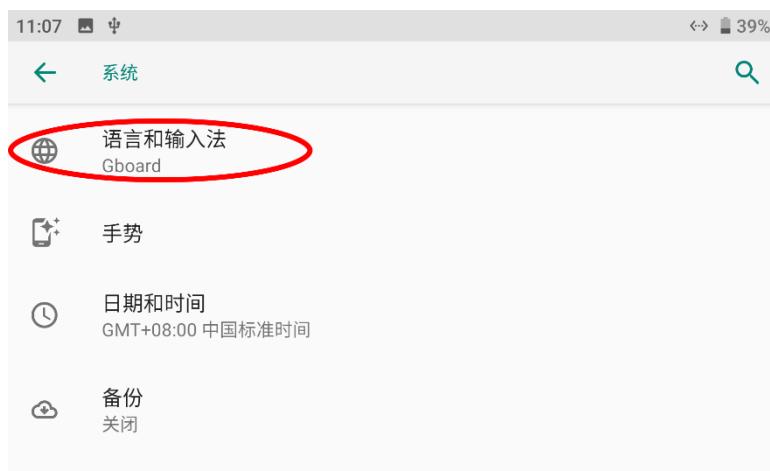 11:07
39%
系统
语言和输入法
Gboard
手势
日期和时间
GMT+08:00 中国标准时间
备份
关闭